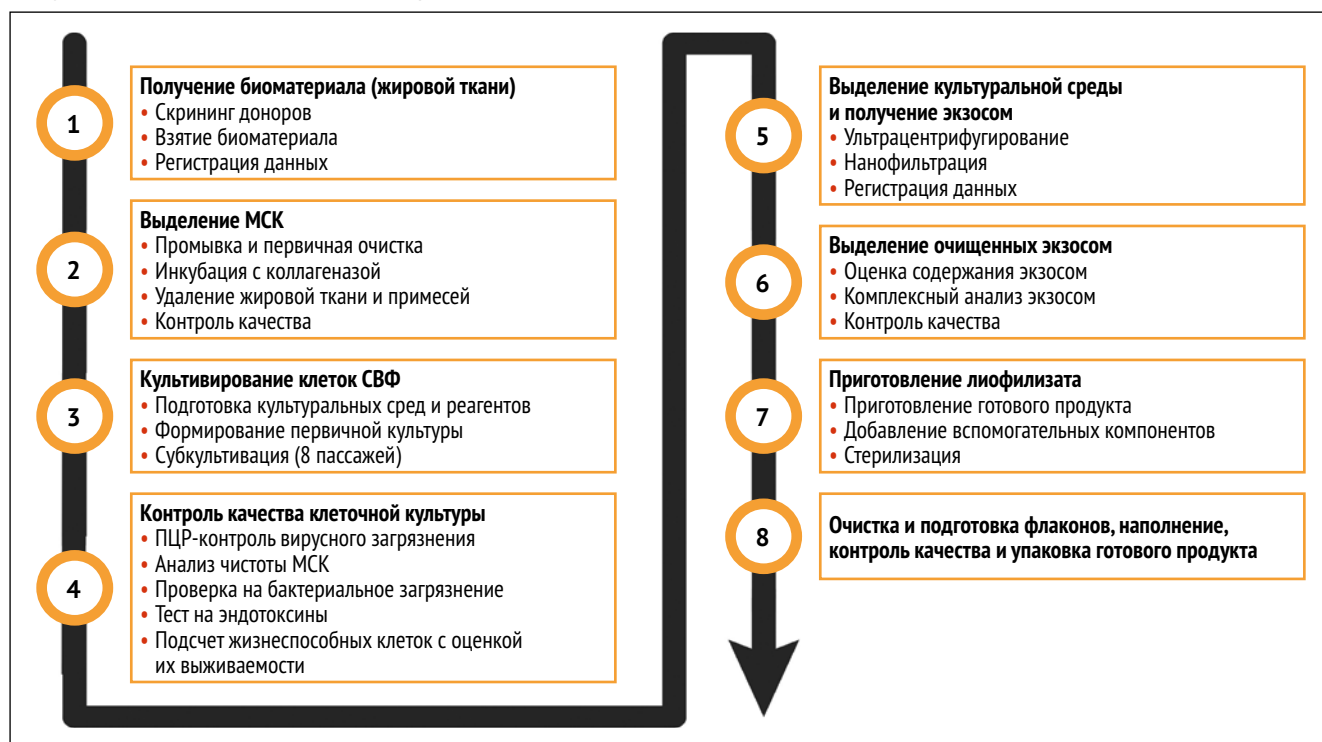 1
Получение биоматериала (жировой ткани)
• Скрининг доноров
• Взятие биоматериала
• Регистрация данных
2
Выделение МСК
• Промывка и первичная очистка
• Инкубация с коллагеназой
• Удаление жировой ткани и примесей
• Контроль качества
3
Культивирование клеток СВФ
• Подготовка культуральных сред и реагентов
• Формирование первичной культуры
• Субкультивация (8 пассажей)
4
Контроль качества клеточной культуры
• ПЦР-контроль вирусного загрязнения
• Анализ чистоты МСК
• Проверка на бактериальное загрязнение
• Тест на эндотоксины
• Подсчет жизнеспособных клеток с оценкой
их выживаемости
5
Выделение культуральной среды
и получение экзосом
• Ультрацентрифугирование
• Нанофильтрация
• Регистрация данных
6
Выделение очищенных экзосом
• Оценка содержания экзосом
• Комплексный анализ экзосом
• Контроль качества
7
Приготовление лиофилизата
• Приготовление готового продукта
• Добавление вспомогательных компонентов
• Стерилизация
8
Очистка и подготовка флаконов, наполнение,
контроль качества и упаковка готового продукта